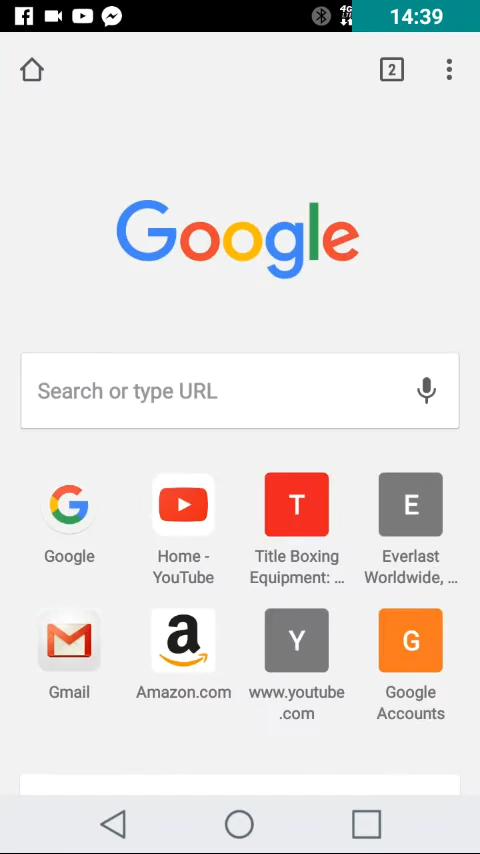 14:39
2
Google
Search or type URL
T
E
Google
Home -
YouTube
Title Boxing
Equipment: ...
Everlast
Worldwide, ...
a
Y
G
Gmail
Amazon.com
www.youtube
.com
Google
Accounts